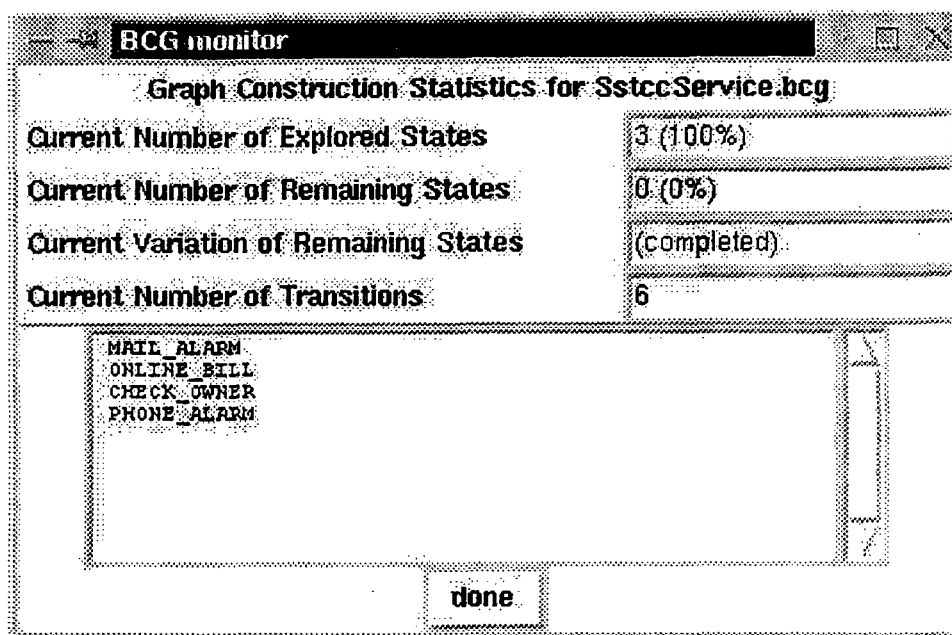 BCG monitor
Graph Construction Statistics for SstccService.bcg
Current Number of Explored States 3 (100%)
Current Number of Remaining States 0 (0%)
Current Variation of Remaining States (completed)
Current Number of Transitions 6
MAIL_ALARM
ONLINE_BILL
CHECK_OWNER
PHONE_ALARM
done